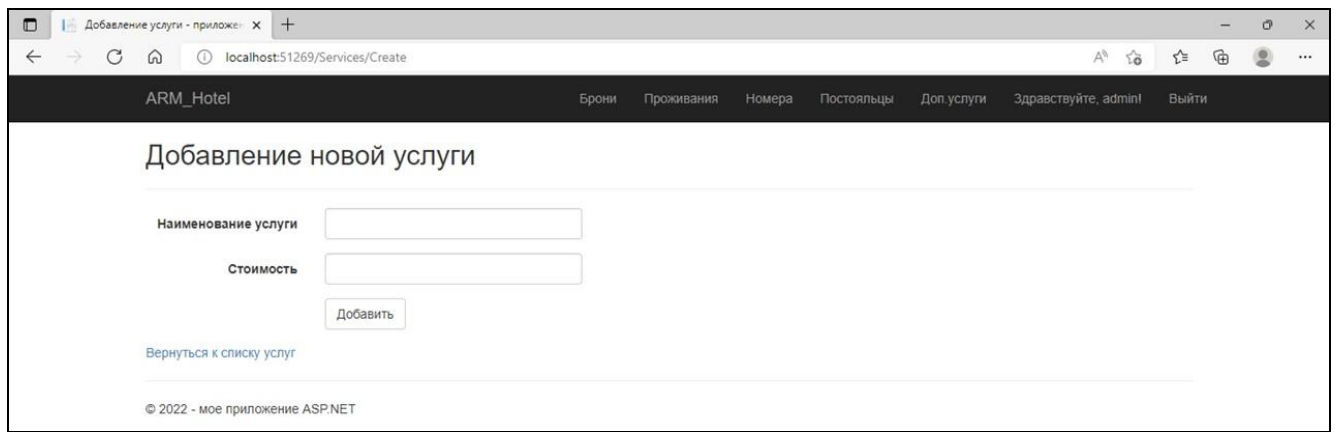 Добавление услуги - приложе
localhost:51269/Services/Create
ARM_Hotel Брони Проживания Номера Постояльцы Доп.услуги Здравствуйте, admin! Выйти
Добавление новой услуги
Наименование услуги
Стоимость
Добавить
Вернуться к списку услуг
© 2022 - мое приложение ASP.NET